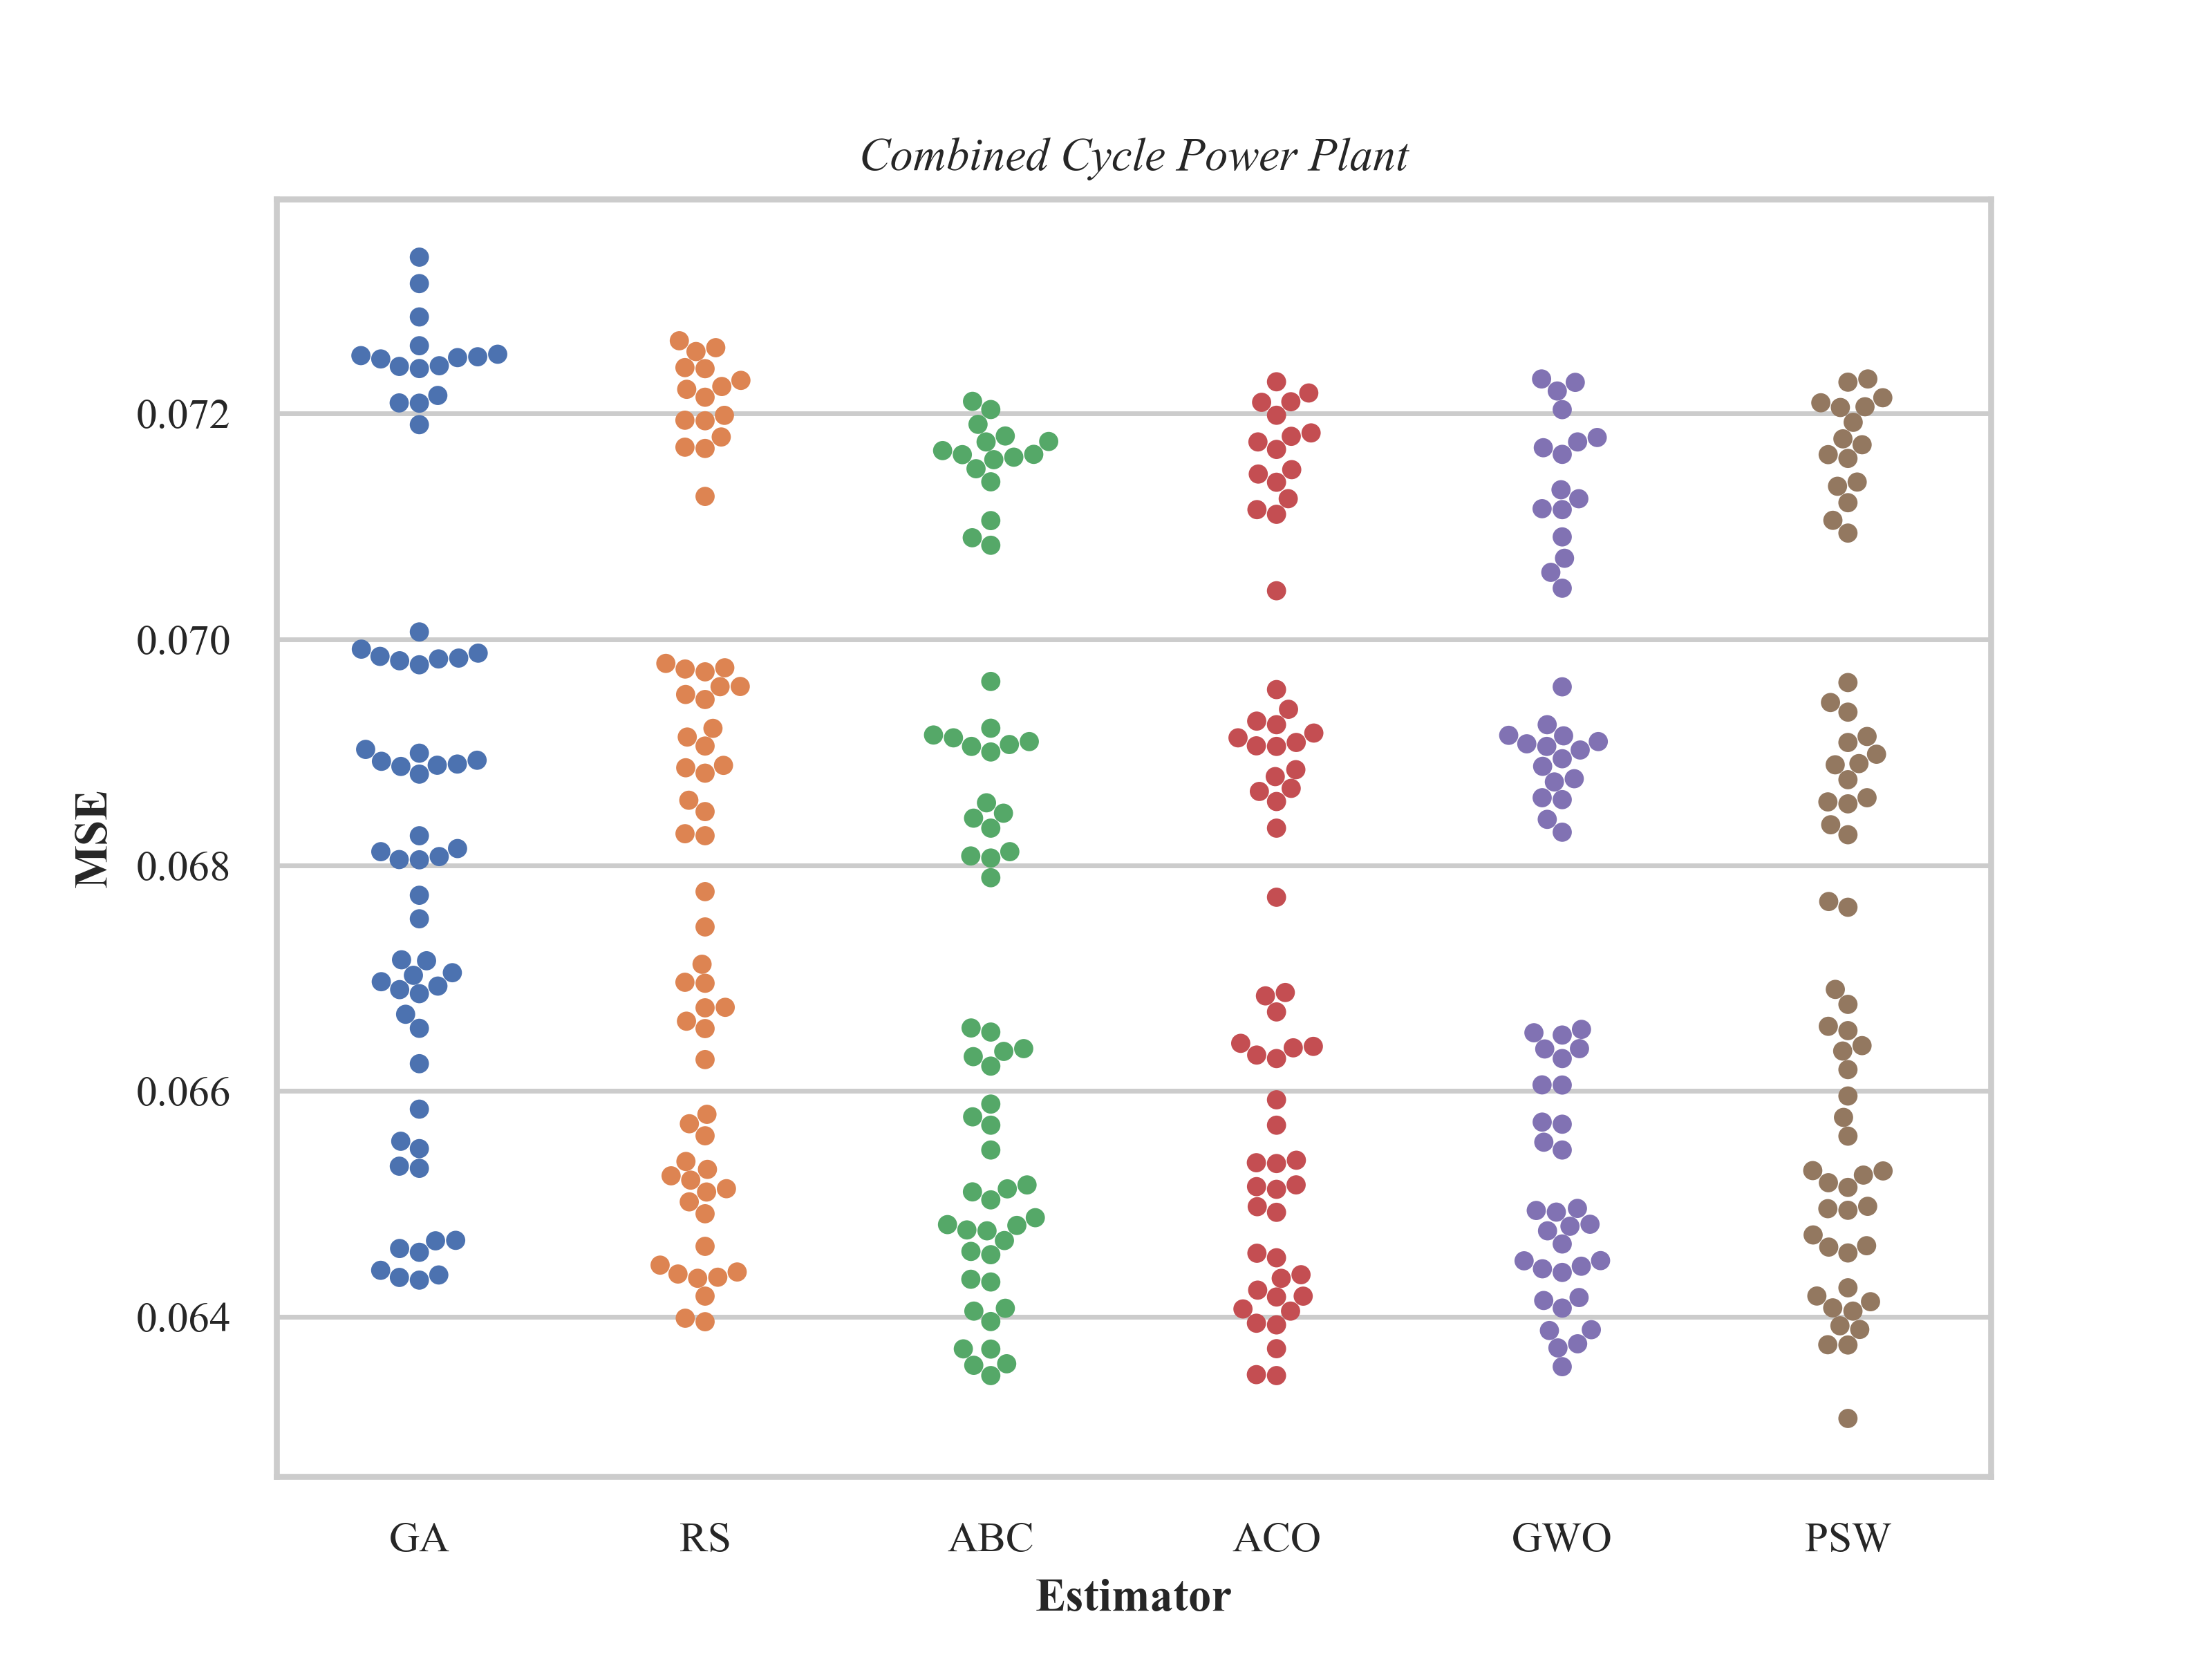 Combined Cycle Power Plant
MSE
0.072
0.070
0.068
0.066
0.064
GA RS ABC ACO GWO PSW
Estimator